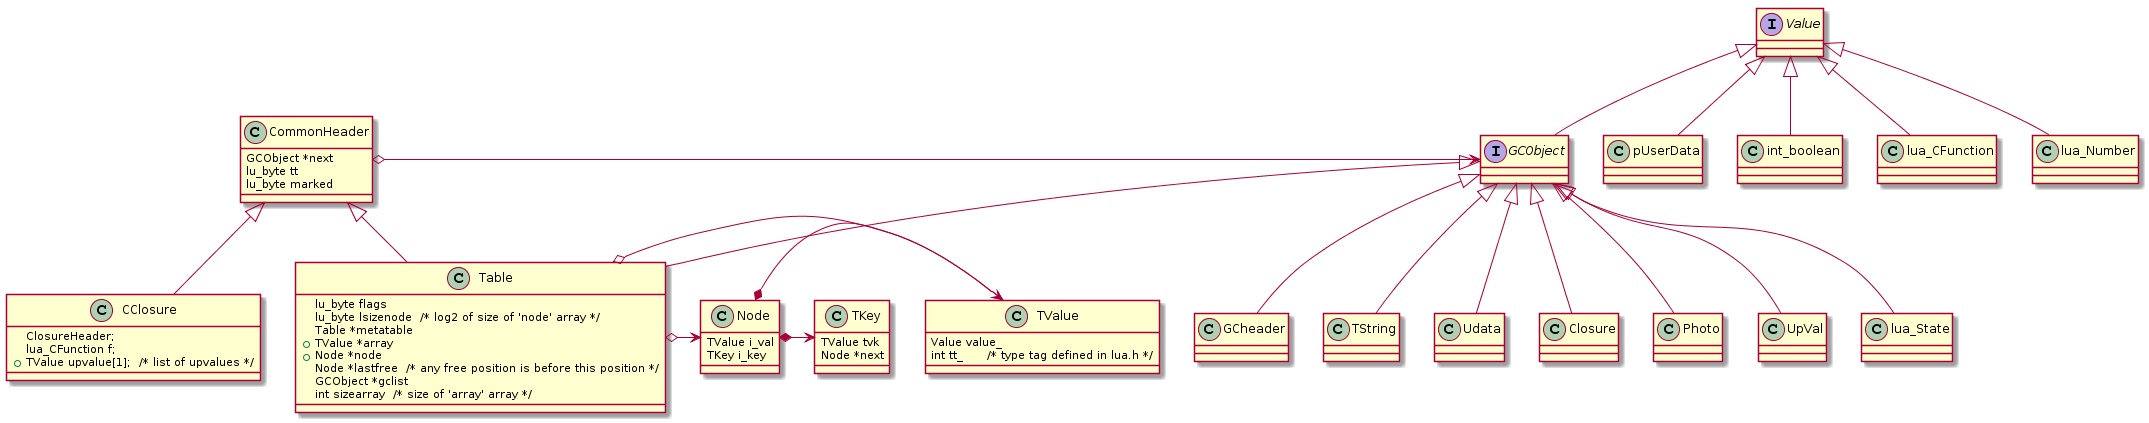 I Value
C CommonHeader
GCObject *next
lu_byte tt
lu_byte marked
I GCObject
C pUserData
C int_boolean
C lua_CFunction
C lua_Number
C CClosure
ClosureHeader;
lua_CFunction f;
TValue upvalue[1];  /* list of upvalues */
C Table
lu_byte flags
lu_byte lsizenode  /* log2 of size of 'node' array */
Table *metatable
TValue *array
Node *node
Node *lastfree  /* any free position is before this position */
GCObject *gclist
int sizearray  /* size of 'array' array */
C Node
TValue i_val
TKey i_key
C TKey
TValue tvk
Node *next
C TValue
Value value_
int tt_       /* type tag defined in lua.h */
C GCheader
C TString
C Udata
C Closure
C Photo
C UpVal
C lua_State